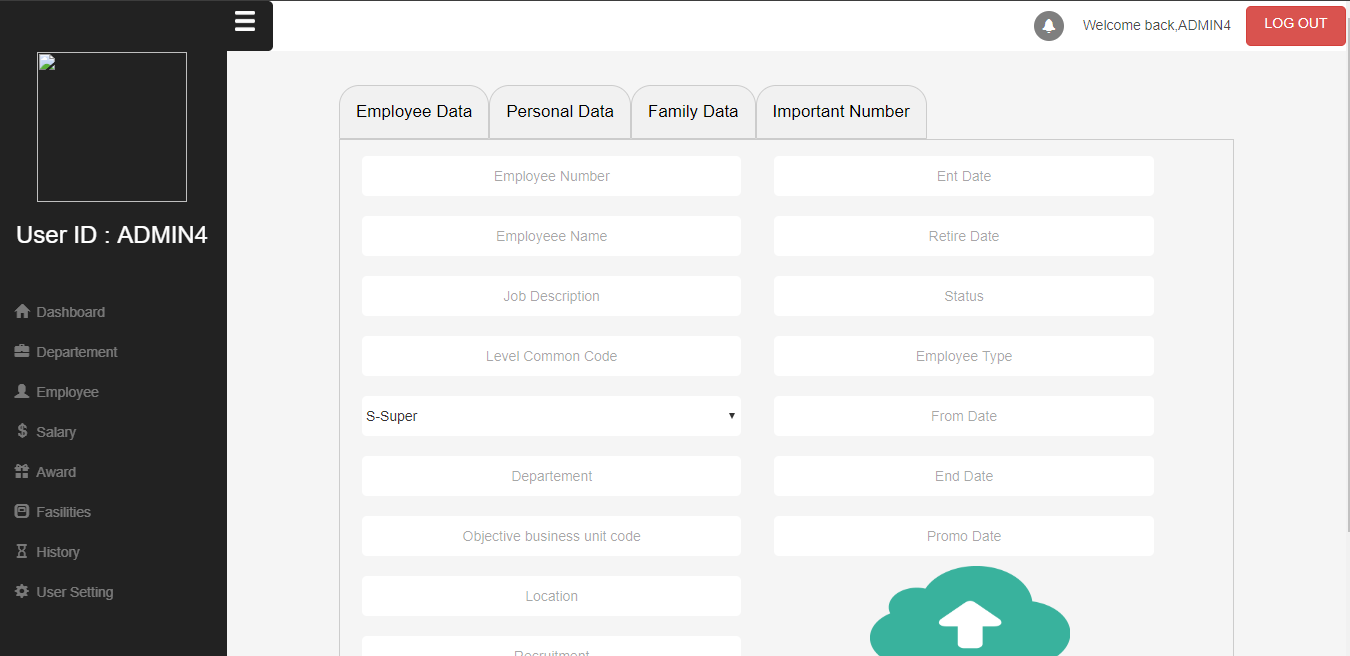 Welcome back,ADMIN4
LOG OUT
User ID : ADMIN4
Dashboard
Departement
Employee
Salary
Award
Fasilities
History
User Setting
Employee Data
Personal Data
Family Data
Important Number
Employee Number
Ent Date
Employeee Name
Retire Date
Job Description
Status
Level Common Code
Employee Type
S-Super
From Date
Departement
End Date
Objective business unit code
Promo Date
Location
Recruitment